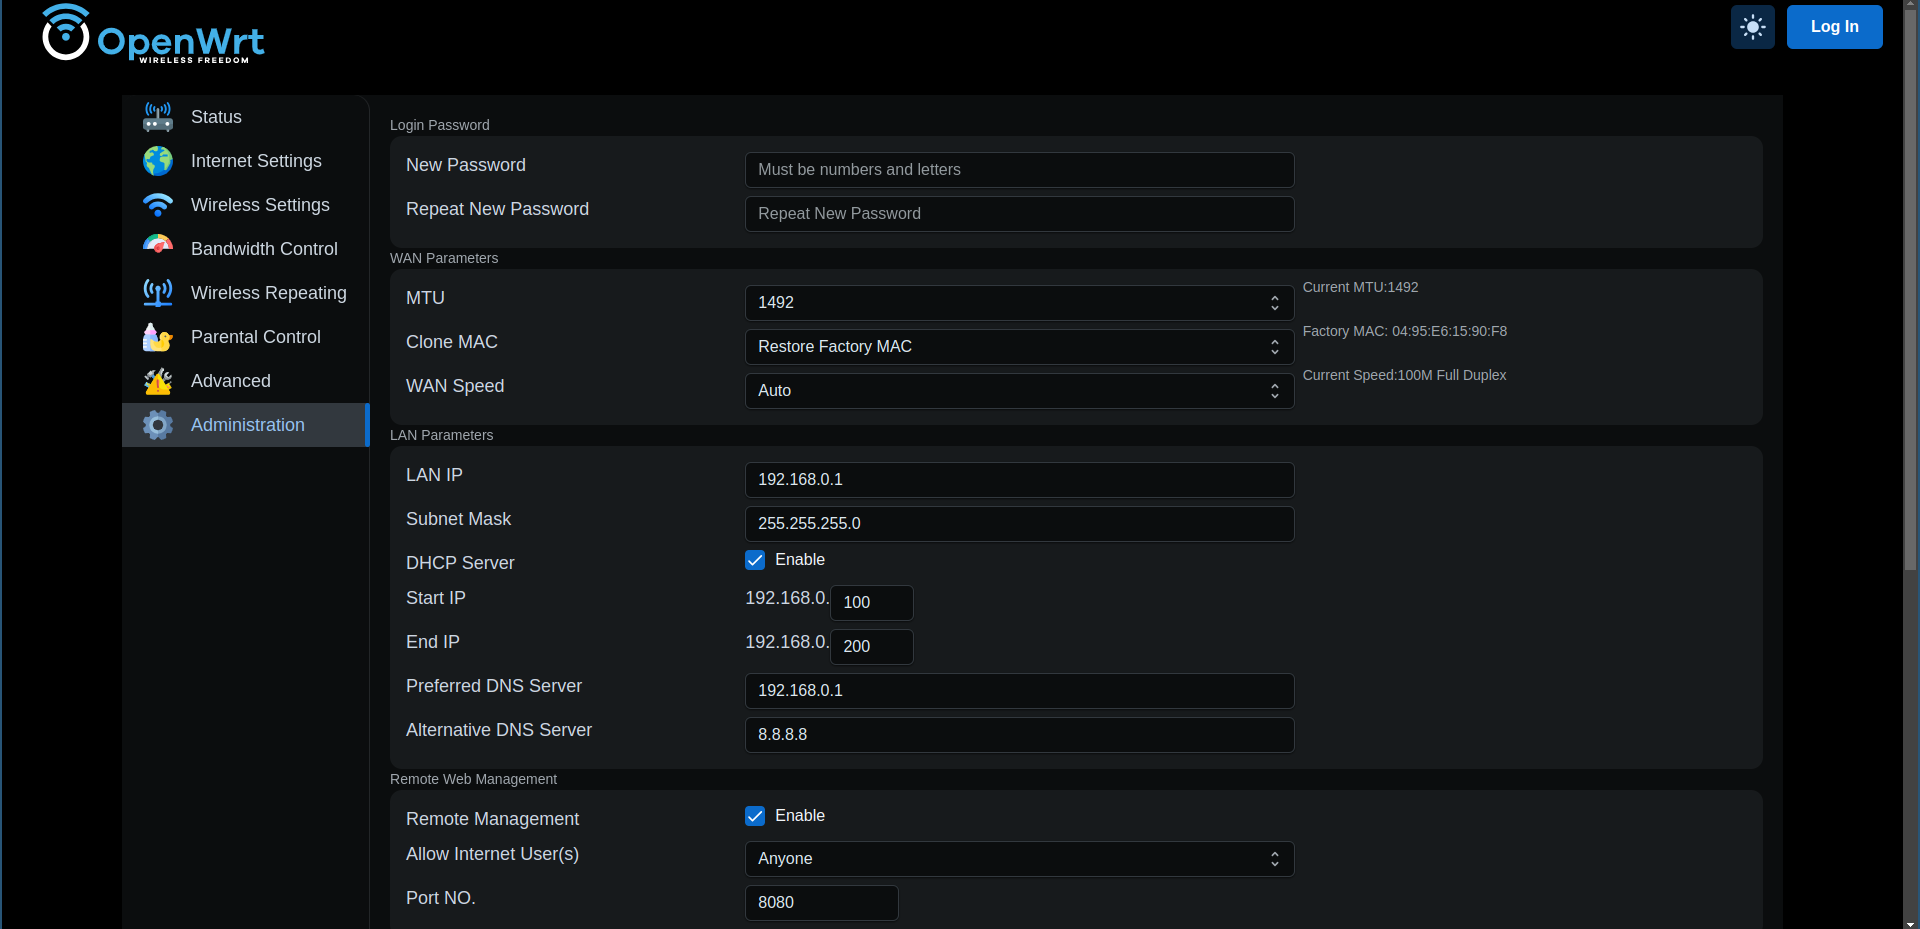 OpenWrt
WIRELESS FREEDOM
Log In
Status
Internet Settings
Wireless Settings
Bandwidth Control
Wireless Repeating
Parental Control
Advanced
Administration
Login Password
New Password Must be numbers and letters
Repeat New Password Repeat New Password
WAN Parameters
MTU 1492 Current MTU:1492
Clone MAC Restore Factory MAC Factory MAC: 04:95:E6:15:90:F8
WAN Speed Auto Current Speed:100M Full Duplex
LAN Parameters
LAN IP 192.168.0.1
Subnet Mask 255.255.255.0
DHCP Server Enable
Start IP 192.168.0. 100
End IP 192.168.0. 200
Preferred DNS Server 192.168.0.1
Alternative DNS Server 8.8.8.8
Remote Web Management
Remote Management Enable
Allow Internet User(s) Anyone
Port NO. 8080